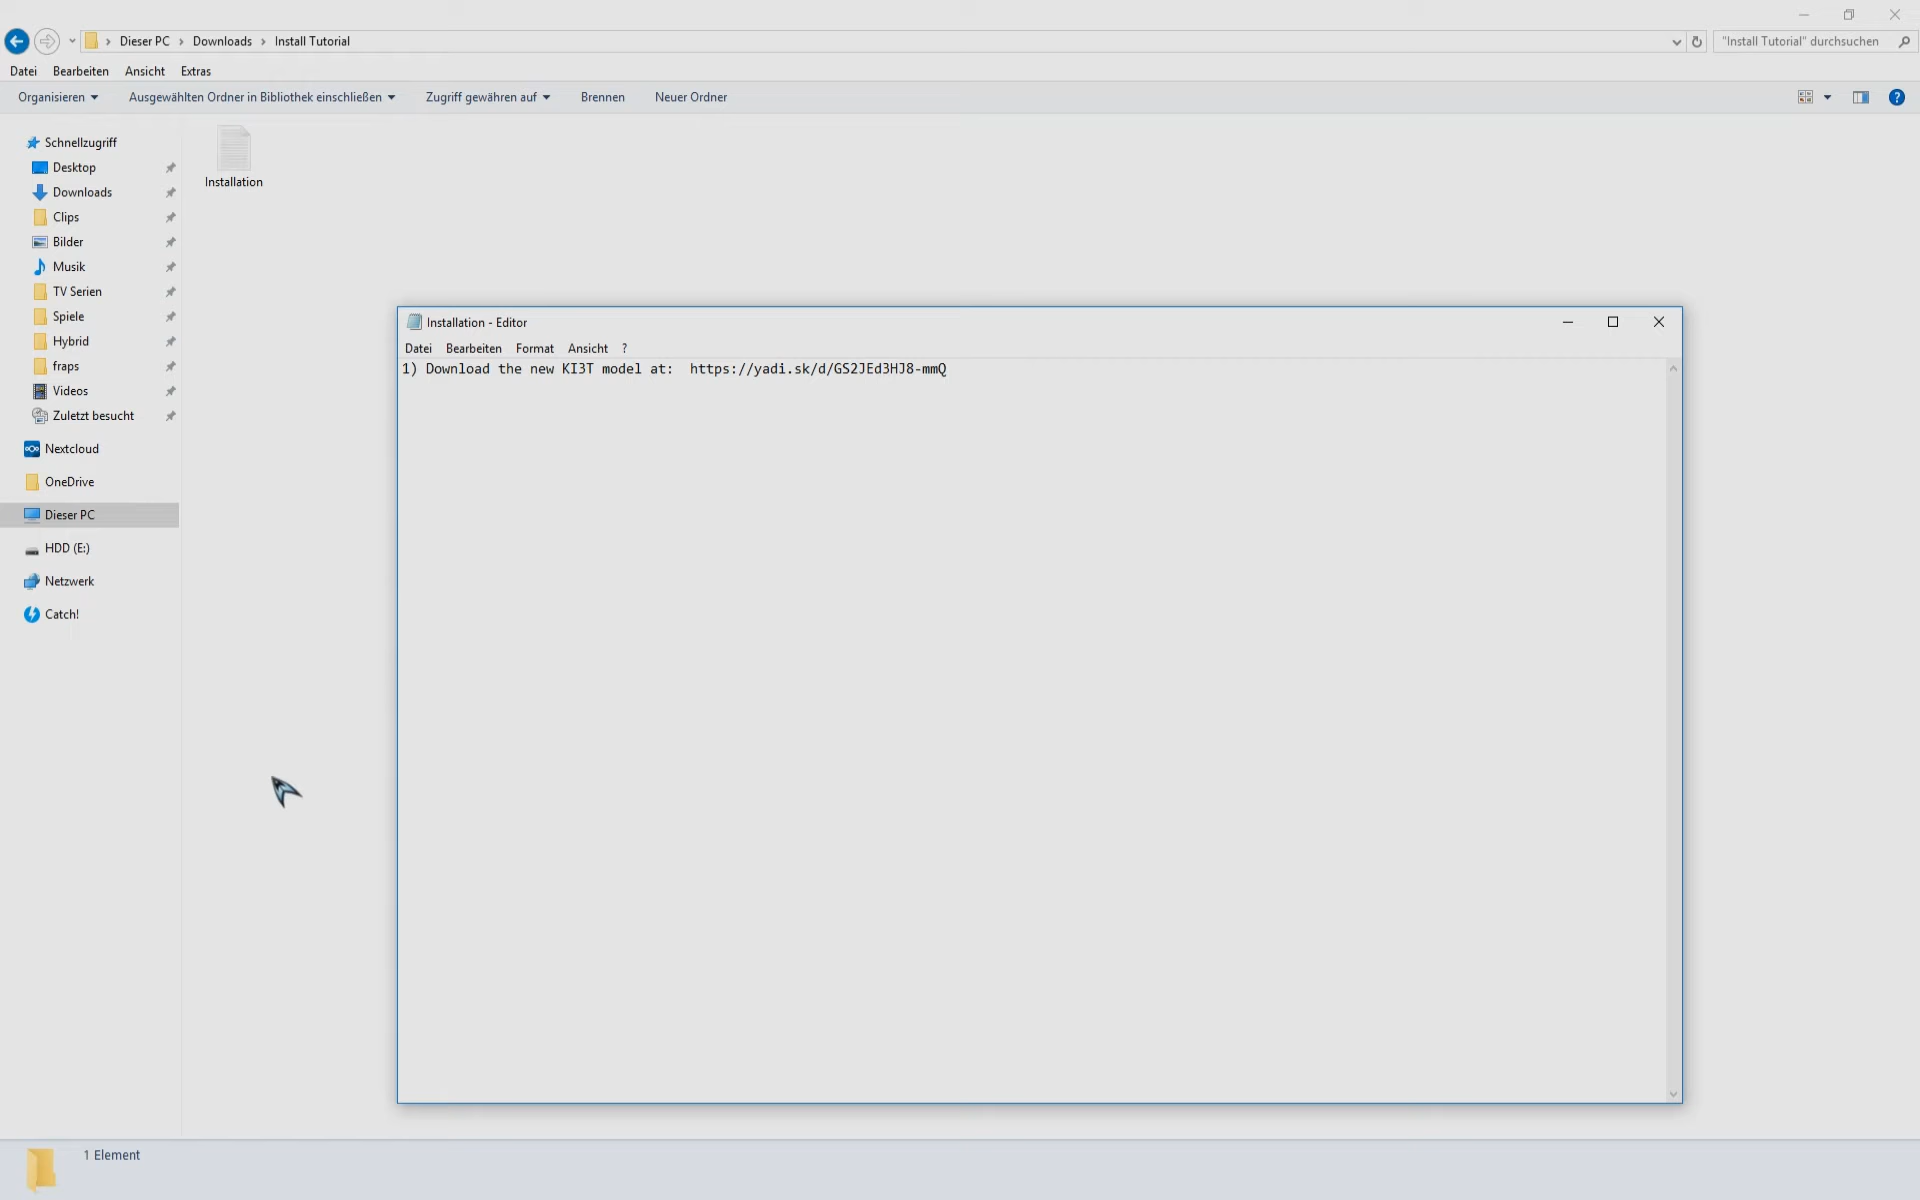 Dieser PC › Downloads › Install Tutorial
"Install Tutorial" durchsuchen
Datei Bearbeiten Ansicht Extras
Organisieren Ausgewählten Ordner in Bibliothek einschließen Zugriff gewähren auf Brennen Neuer Ordner
Schnellzugriff
Desktop
Downloads
Clips
Bilder
Musik
TV Serien
Spiele
Hybrid
fraps
Videos
Zuletzt besucht
Nextcloud
OneDrive
Dieser PC
HDD (E:)
Netzwerk
Catch!
Installation
Installation - Editor
Datei Bearbeiten Format Ansicht ?
1) Download the new KI3T model at: https://yadi.sk/d/GS2JEd3HJ8-mmQ
1 Element